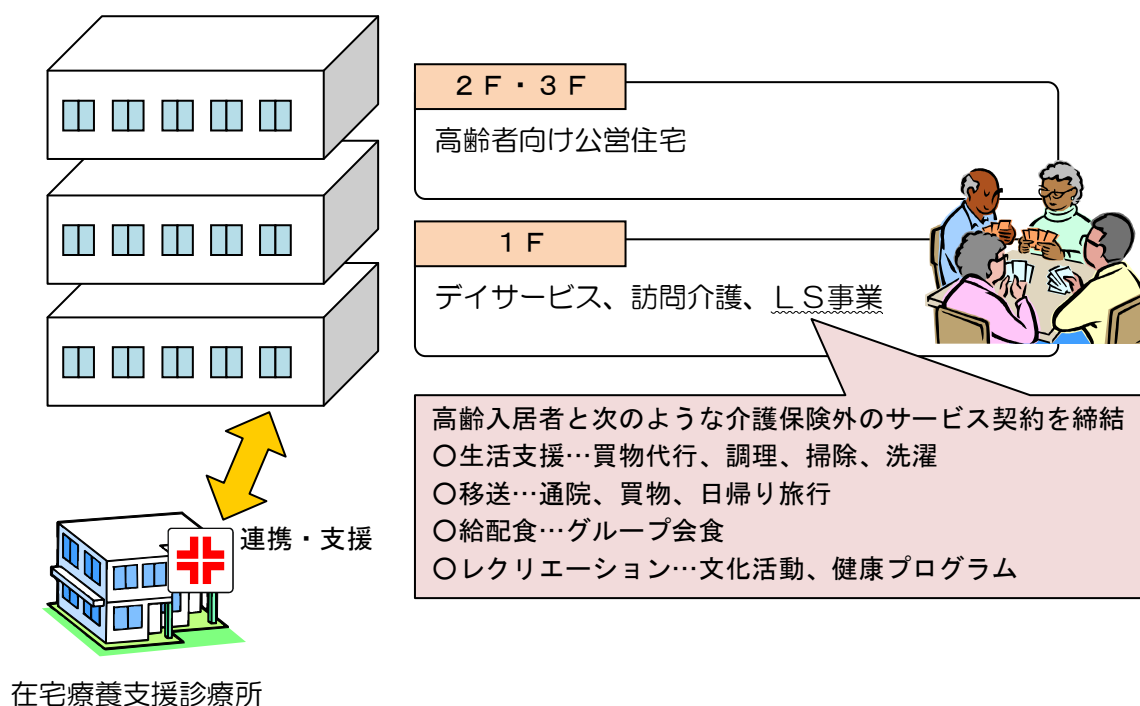 ２Ｆ・３Ｆ
高齢者向け公営住宅
１Ｆ
デイサービス、訪問介護、ＬＳ事業
高齢入居者と次のような介護保険外のサービス契約を締結
○生活支援…買物代行、調理、掃除、洗濯
○移送…通院、買物、日帰り旅行
○給配食…グループ会食
○レクリエーション…文化活動、健康プログラム
連携・支援
在宅療養支援診療所